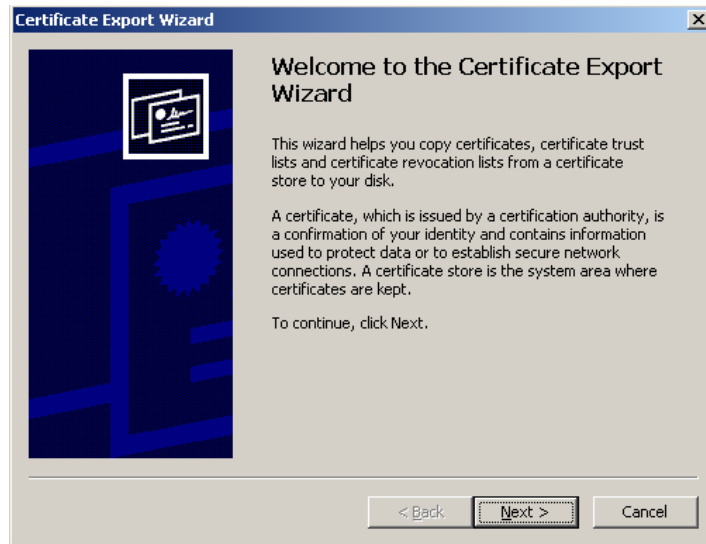 Certificate Export Wizard
Welcome to the Certificate Export
Wizard
This wizard helps you copy certificates, certificate trust
lists and certificate revocation lists from a certificate
store to your disk.
A certificate, which is issued by a certification authority, is
a confirmation of your identity and contains information
used to protect data or to establish secure network
connections. A certificate store is the system area where
certificates are kept.
To continue, click Next.
< Back Next > Cancel